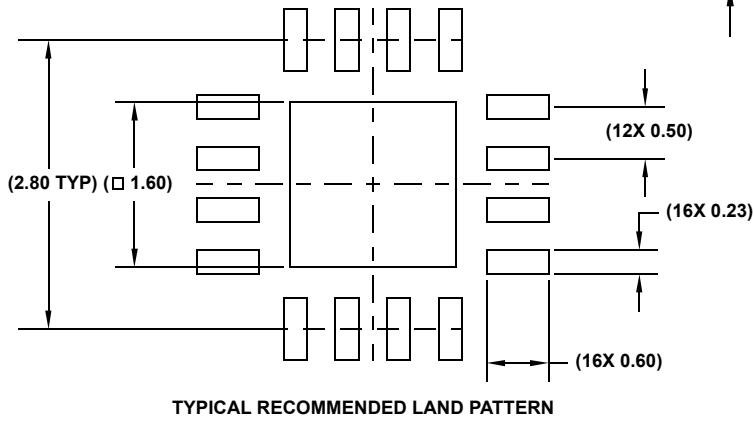 (12X 0.50)
(2.80 TYP) (□ 1.60)
(16X 0.23)
(16X 0.60)
TYPICAL RECOMMENDED LAND PATTERN